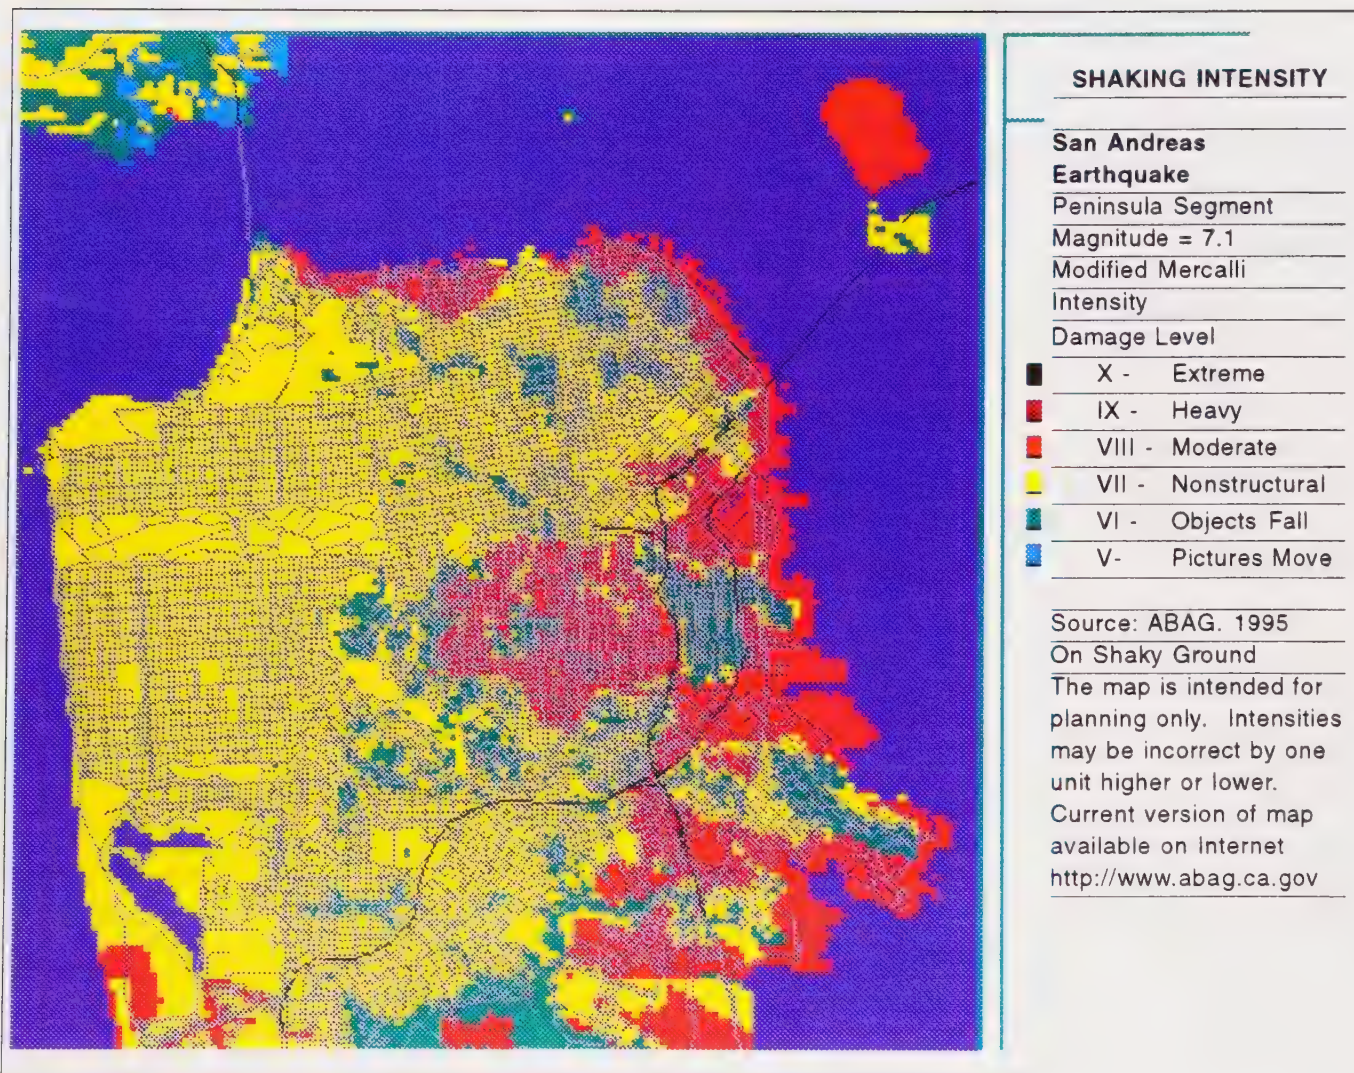 SHAKING INTENSITY
San Andreas
Earthquake
Peninsula Segment
Magnitude = 7.1
Modified Mercalli
Intensity
Damage Level
X - Extreme
IX - Heavy
VIII - Moderate
VII - Nonstructural
VI - Objects Fall
V- Pictures Move
Source: ABAG. 1995
On Shaky Ground
The map is intended for
planning only. Intensities
may be incorrect by one
unit higher or lower.
Current version of map
available on Internet
http://www.abag.ca.gov